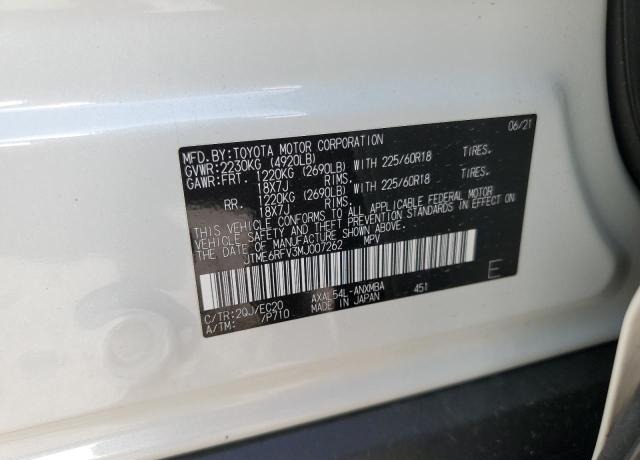 06/21
MFD.BY:TOYOTA MOTOR CORPORATION
GVWR:2230KG (4920LB)
GAWR:FRT 1220KG (2690LB) WITH 225/60R18 TIRES.
18X7J RIMS.
RR. 1220KG (2690LB) WITH 225/60R18 TIRES.
18X7J RIMS.
THIS VEHICLE CONFORMS TO ALL APPLICABLE FEDERAL MOTOR
VEHICLE SAFETY AND THEFT PREVENTION STANDARDS IN EFFECT ON
THE DATE OF MANUFACTURE SHOWN ABOVE.
JTME6RFV3MJ007262 MPV
C/TR:2QJ/EC20 AXAL54L-ANXMBA 451
A/TM: /P710 MADE IN JAPAN
E